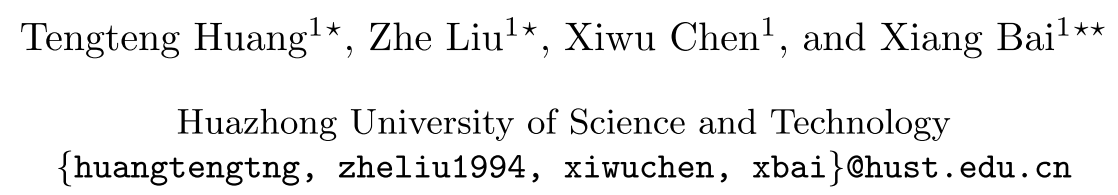 Tengteng Huang1⋆, Zhe Liu1⋆, Xiwu Chen1, and Xiang Bai1⋆⋆
Huazhong University of Science and Technology
{huangtengtng, zheliu1994, xiwuchen, xbai}@hust.edu.cn